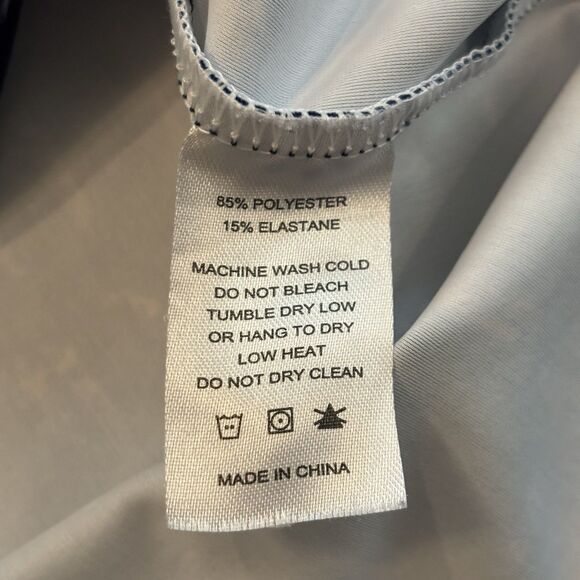 85% POLYESTER
15% ELASTANE
MACHINE WASH COLD
DO NOT BLEACH
TUMBLE DRY LOW
OR HANG TO DRY
LOW HEAT
DO NOT DRY CLEAN
MADE IN CHINA